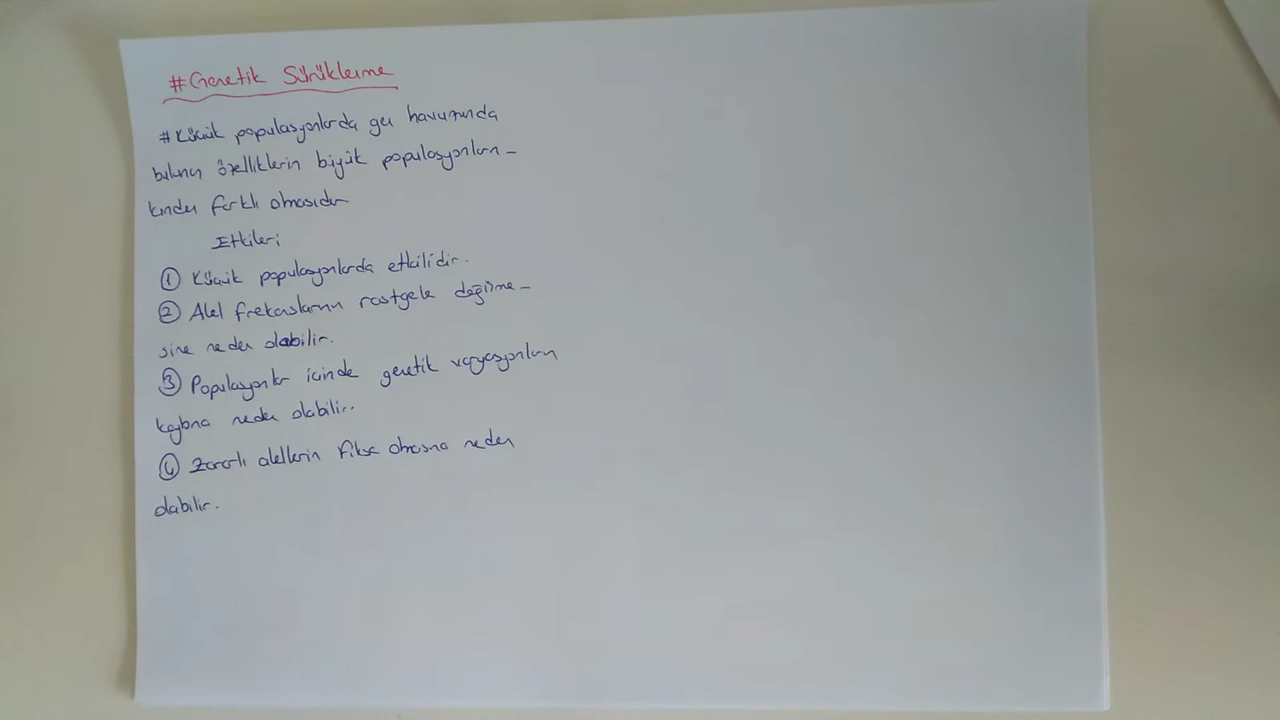 #Genetik Sürüklenme
#Küçük populasyonlarda gen havuzunda
bulunan özelliklerin büyük populasyonların-
kinden farklı olmasıdır
Etkileri
① Küçük populasyonlarda etkilidir.
② Alel frekanslarının rastgele değişme-
sine neden olabilir.
③ Populasyonlar içinde genetik varyasyonların
kaybına neden olabilir.
④ Zararlı alellerin fikse olmasına neden
olabilir.